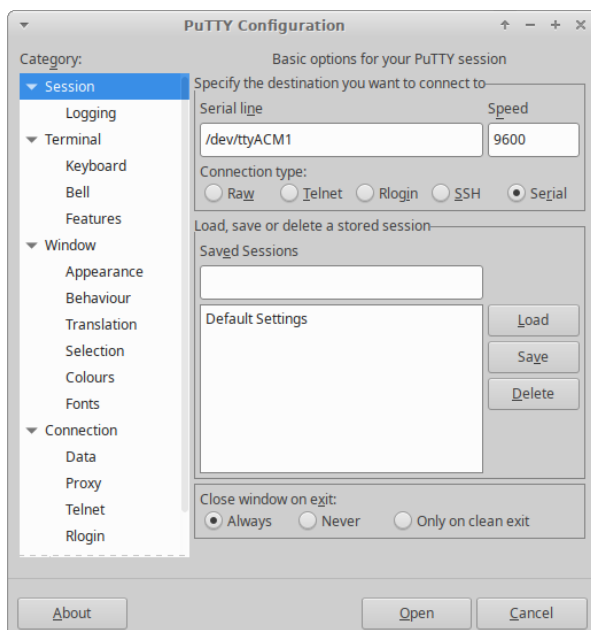 PuTTY Configuration
Category:
Session
Logging
Terminal
Keyboard
Bell
Features
Window
Appearance
Behaviour
Translation
Selection
Colours
Fonts
Connection
Data
Proxy
Telnet
Rlogin
Basic options for your PuTTY session
Specify the destination you want to connect to
Serial line Speed
/dev/ttyACM1 9600
Connection type:
Raw Telnet Rlogin SSH Serial
Load, save or delete a stored session
Saved Sessions
Default Settings
Load
Save
Delete
Close window on exit:
Always Never Only on clean exit
About Open Cancel